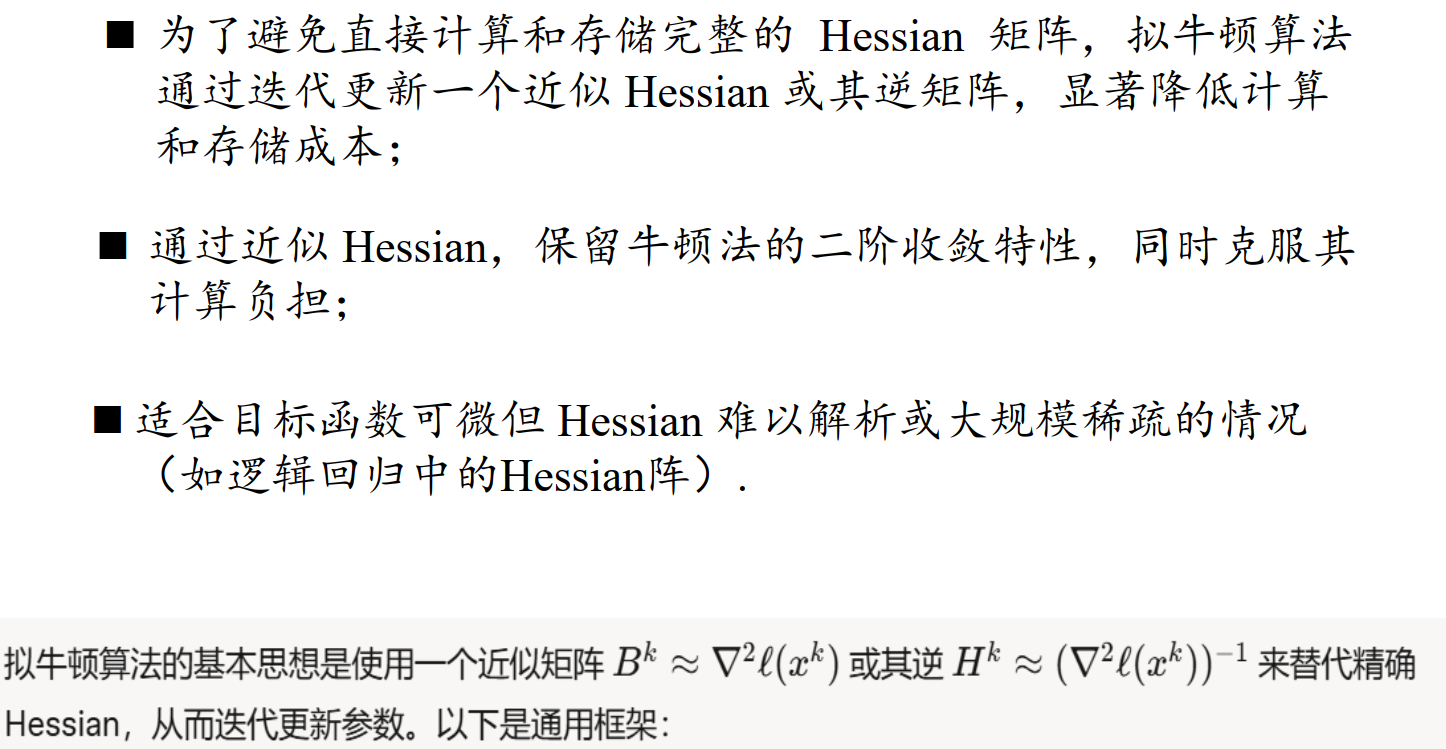 ■ 为了避免直接计算和存储完整的 Hessian 矩阵，拟牛顿算法
通过迭代更新一个近似 Hessian 或其逆矩阵，显著降低计算
和存储成本；
■ 通过近似 Hessian，保留牛顿法的二阶收敛特性，同时克服其
计算负担；
■ 适合目标函数可微但 Hessian 难以解析或大规模稀疏的情况
（如逻辑回归中的Hessian阵）.
拟牛顿算法的基本思想是使用一个近似矩阵 $B^k \approx \nabla^2 \ell(x^k)$ 或其逆 $H^k \approx (\nabla^2 \ell(x^k))^{-1}$ 来替代精确
Hessian，从而迭代更新参数。以下是通用框架：